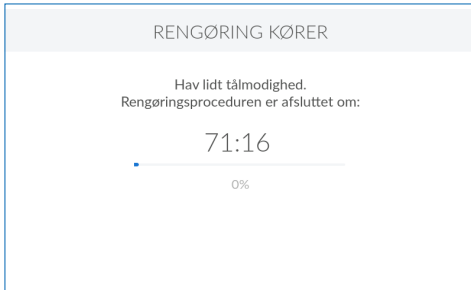 RENGØRING KØRER
Hav lidt tålmodighed.
Rengøringsproceduren er afsluttet om:
71:16
0%